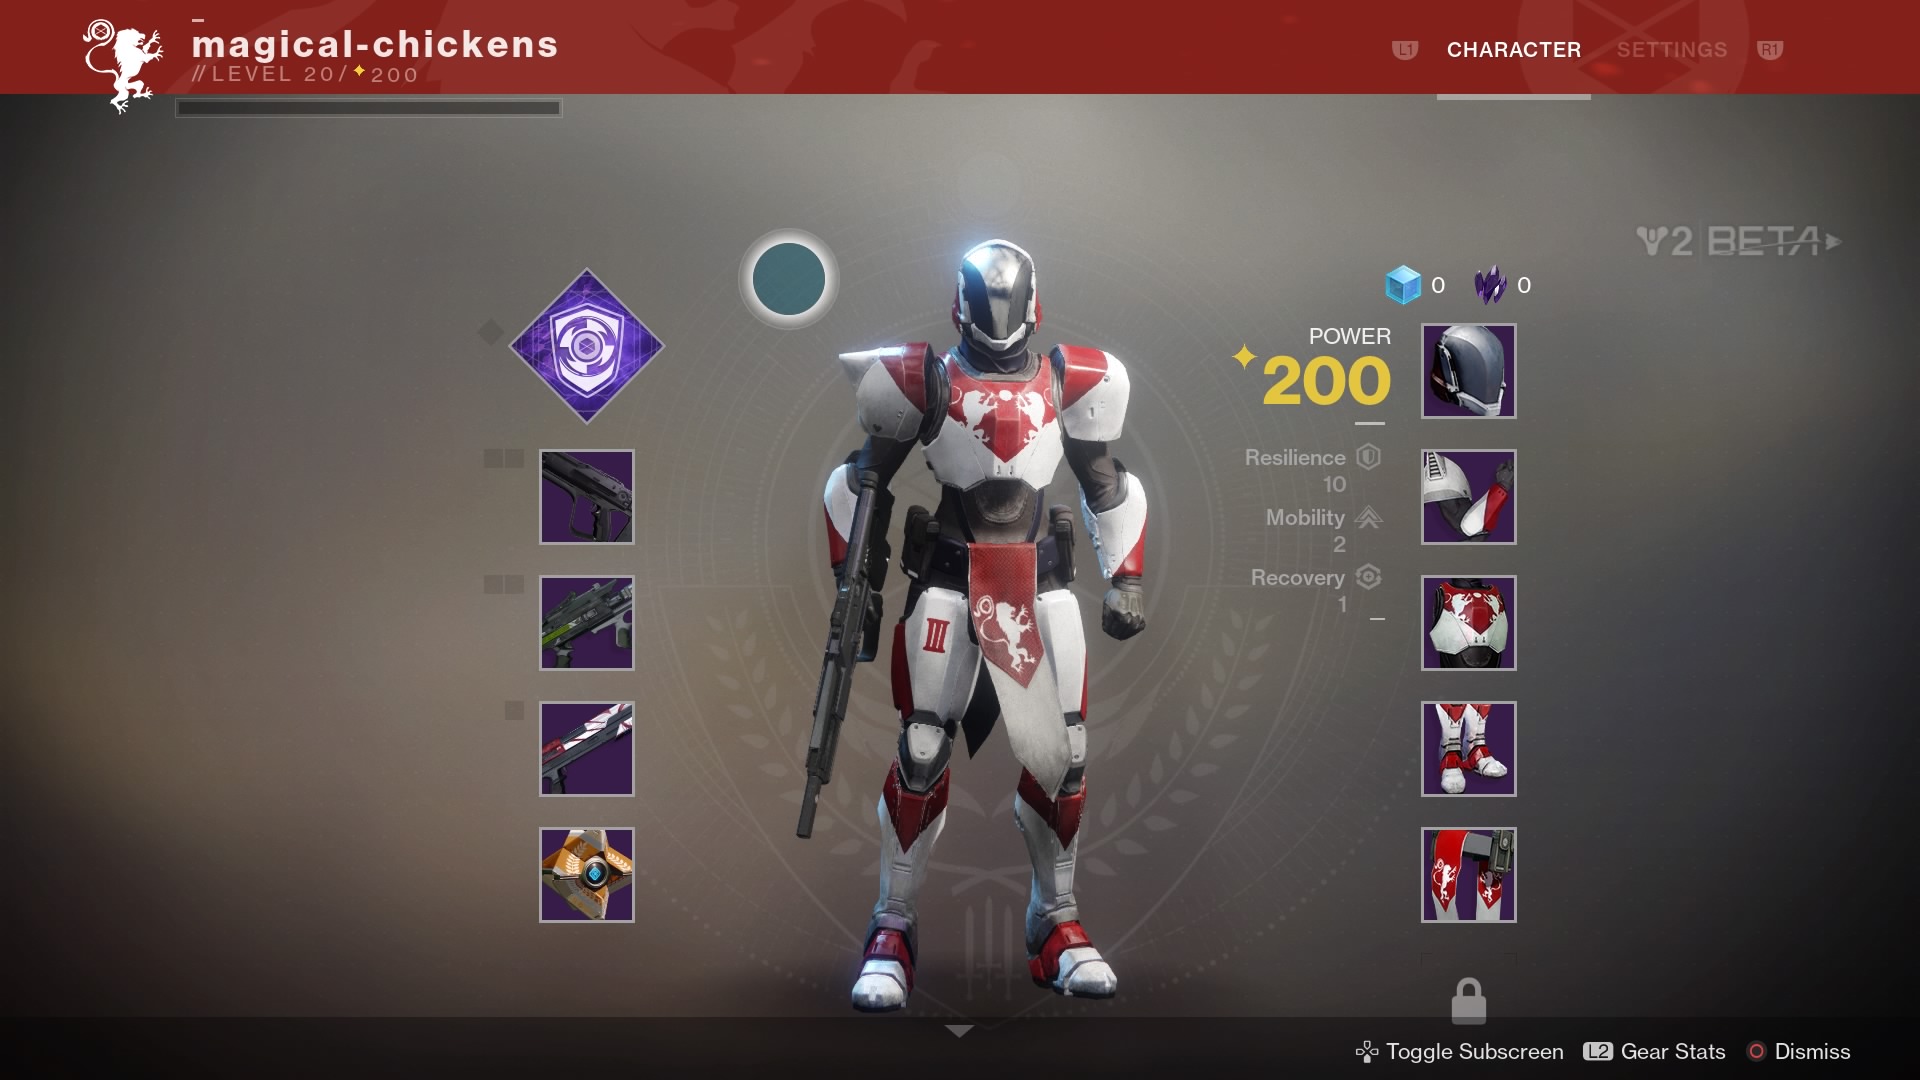 magical-chickens
// LEVEL 20/ 200
L1 CHARACTER SETTINGS R1
2 BETA
0 0
POWER
200
Resilience
10
Mobility
2
Recovery
1
III
Toggle Subscreen L2 Gear Stats Dismiss